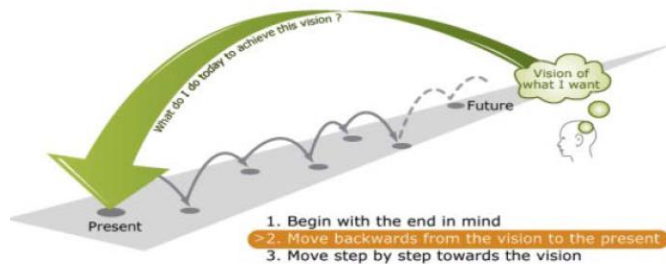 What do I do today to achieve this vision ?
Vision of
what I want
Future
Present
1. Begin with the end in mind
>2. Move backwards from the vision to the present
3. Move step by step towards the vision